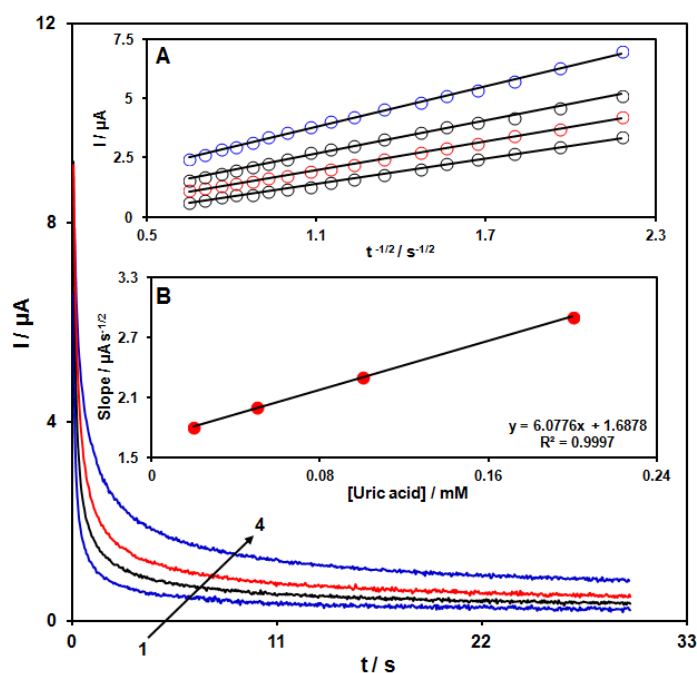 12
8
4
0
I / µA
0
11
22
33
t / s
1
4
A
7.5
5
2.5
0
I / µA
0.5
1.1
1.7
2.3
t -1/2 / s-1/2
B
3.3
2.7
2.1
1.5
Slope / µA s-1/2
0
0.08
0.16
0.24
[Uric acid] / mM
y = 6.0776x + 1.6878
R² = 0.9997